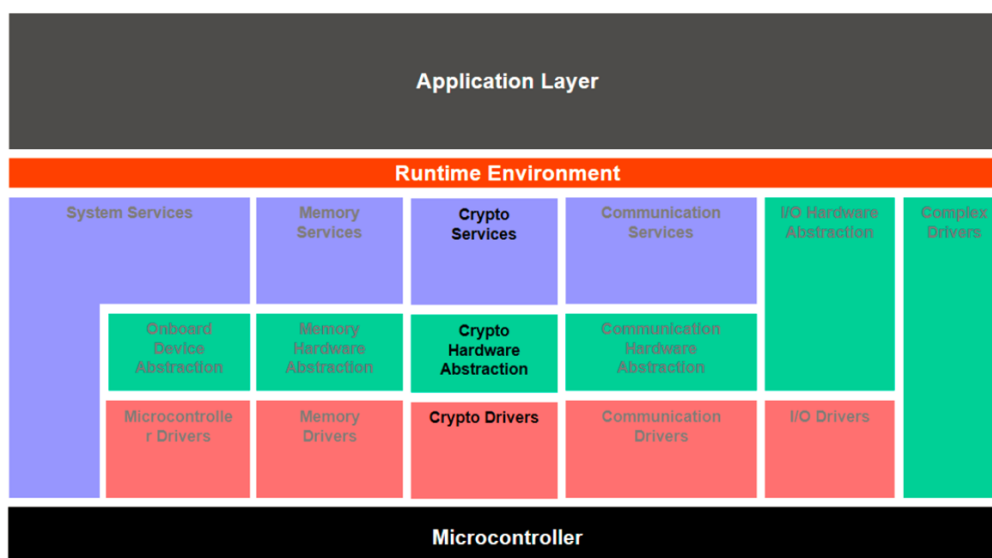 Application Layer
Runtime Environment
System Services
Memory
Services
Crypto
Services
Communication
Services
I/O Hardware
Abstraction
Complex
Drivers
Onboard
Device
Abstraction
Memory
Hardware
Abstraction
Crypto
Hardware
Abstraction
Communication
Hardware
Abstraction
Microcontrolle
r Drivers
Memory
Drivers
Crypto Drivers
Communication
Drivers
I/O Drivers
Microcontroller